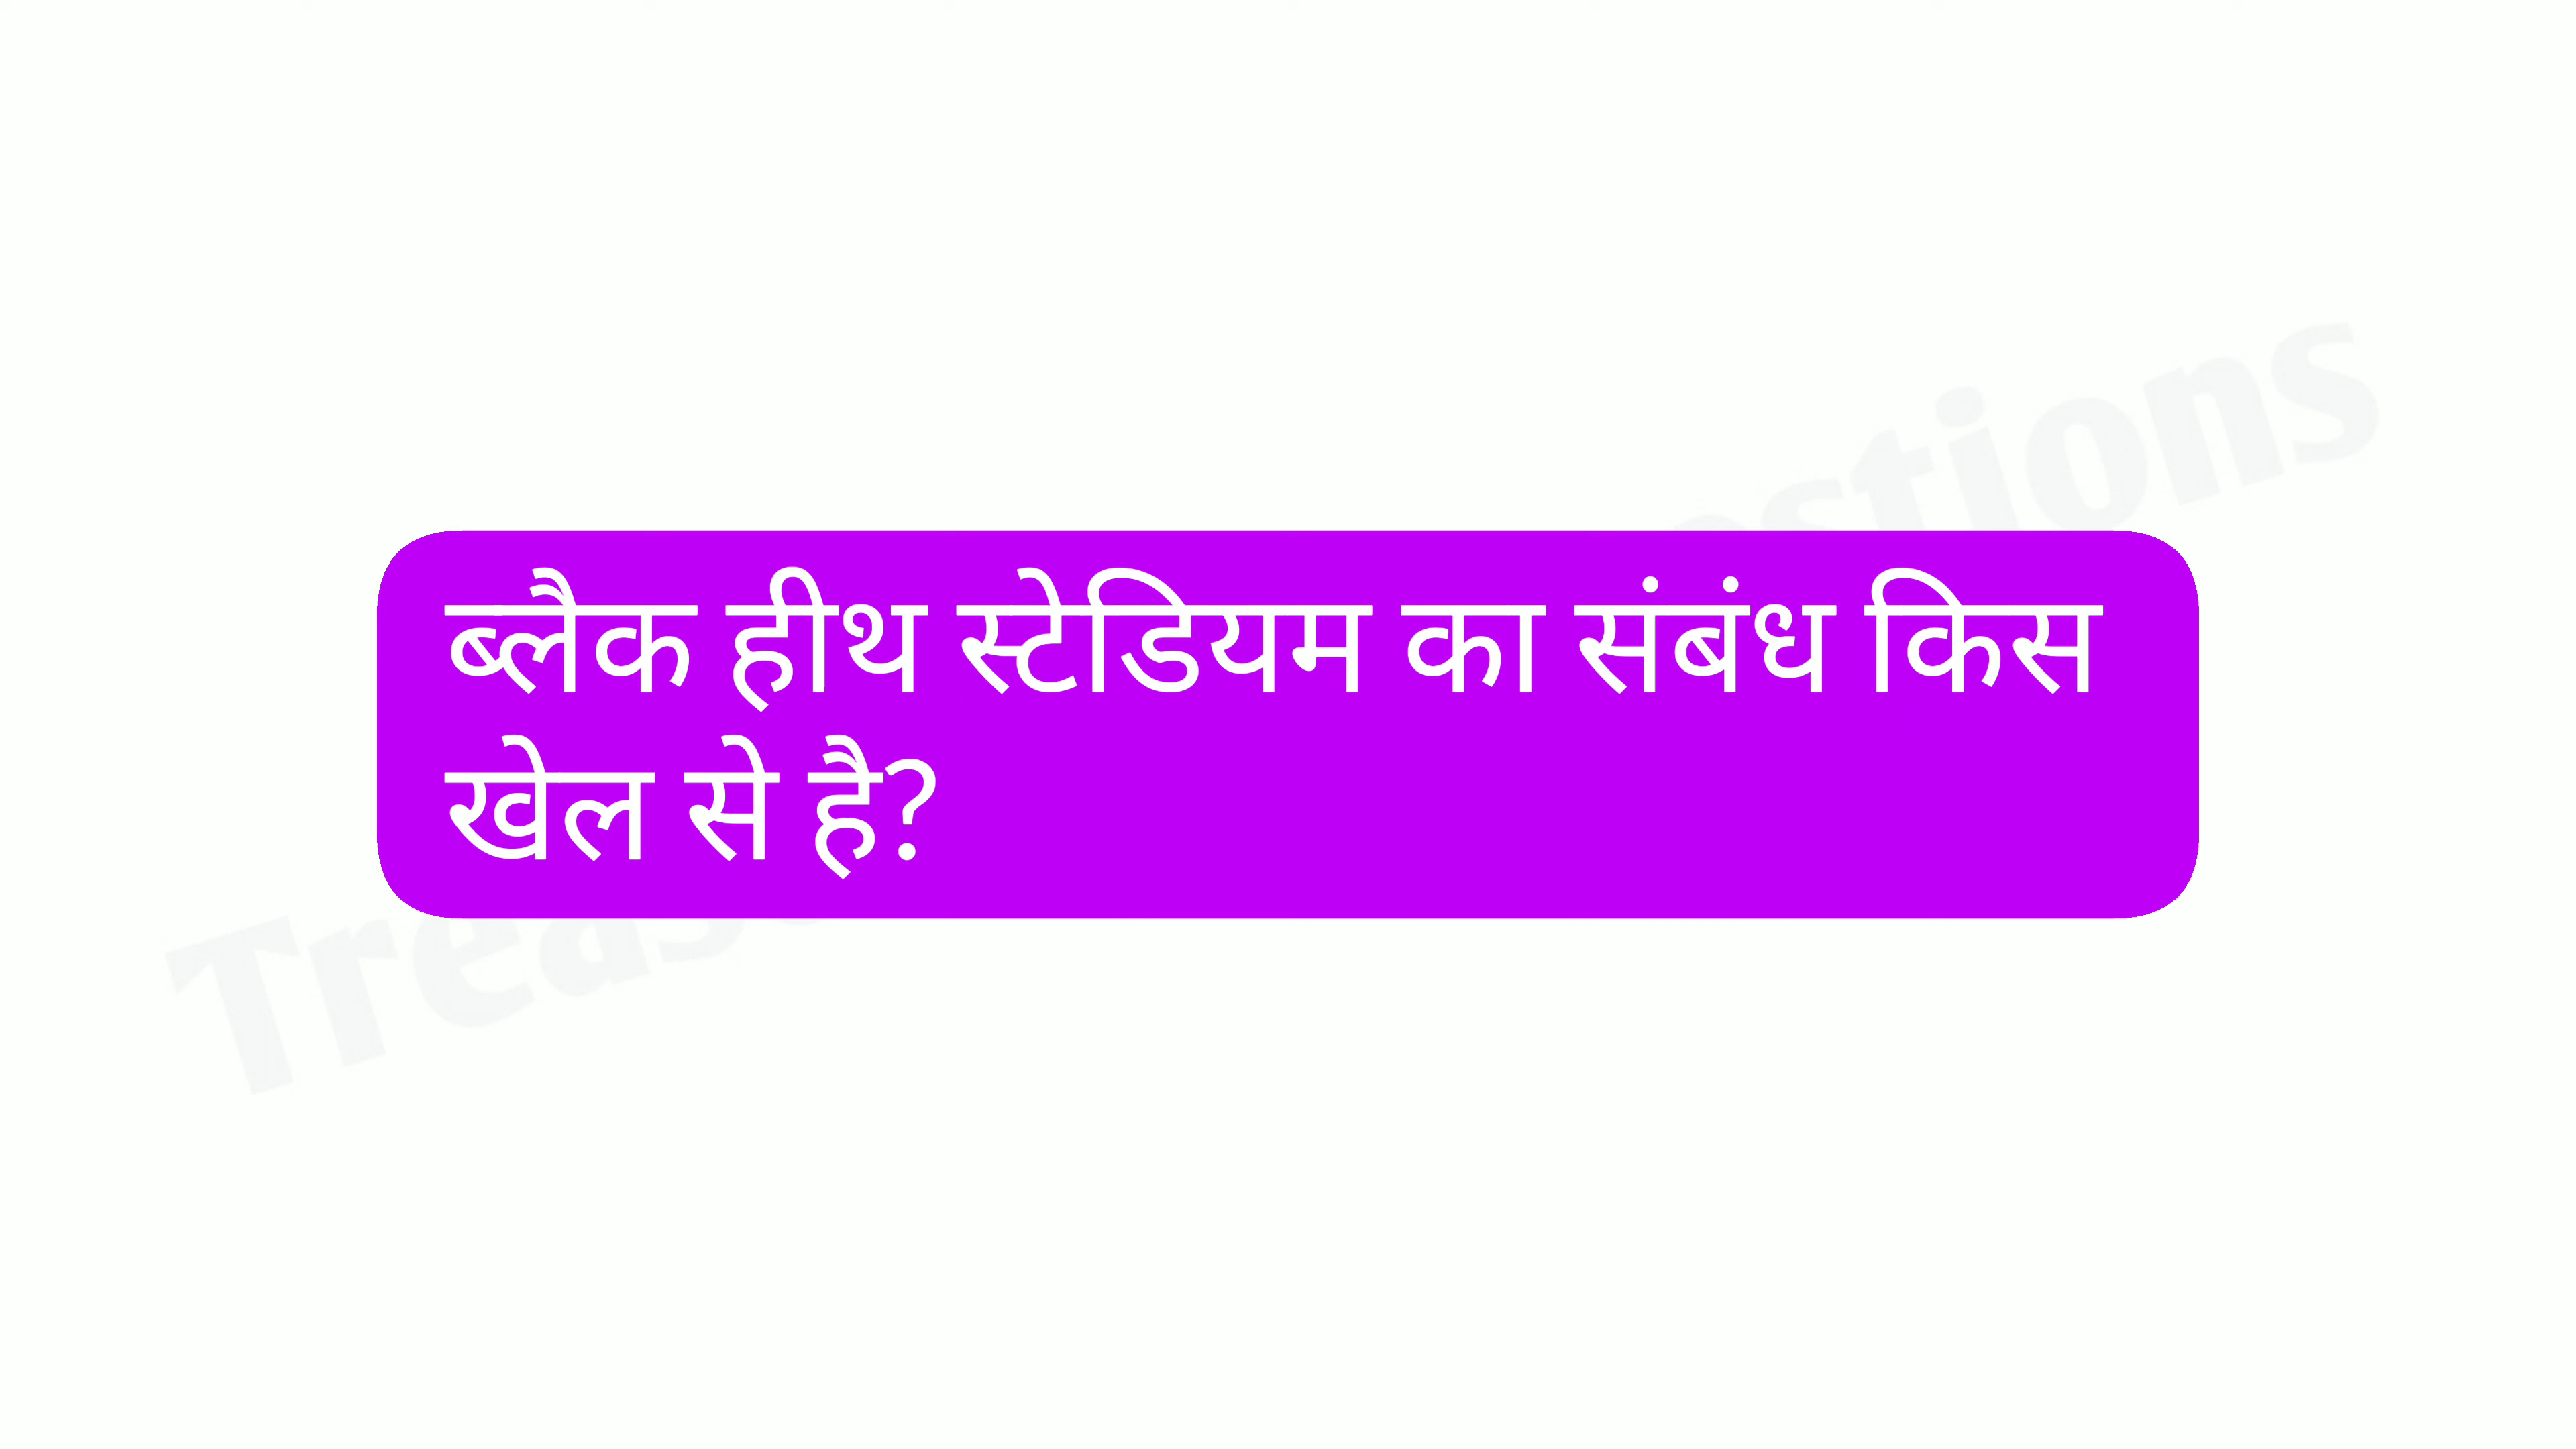 ब्लैक हीथ स्टेडियम का संबंध किस
खेल से है?